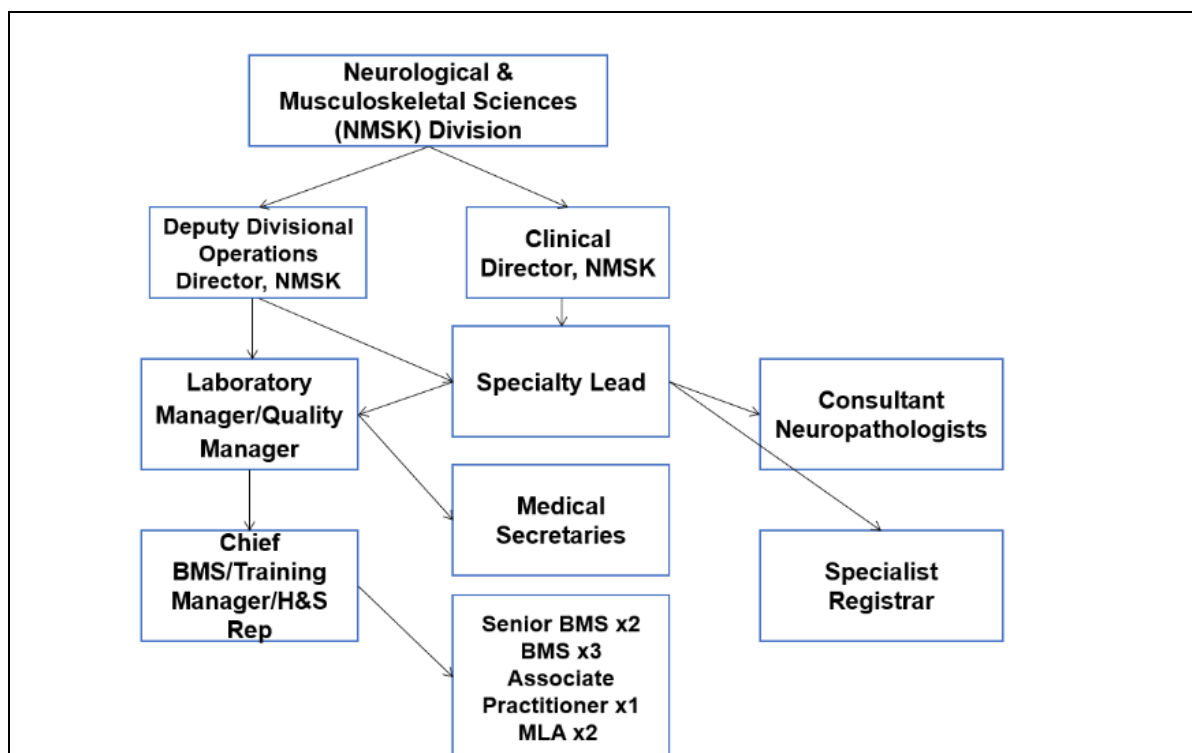 Neurological &
Musculoskeletal Sciences
(NMSK) Division
Deputy Divisional
Operations
Director, NMSK
Clinical
Director, NMSK
Laboratory
Manager/Quality
Manager
Specialty Lead
Consultant
Neuropathologists
Medical
Secretaries
Chief
BMS/Training
Manager/H&S
Rep
Specialist
Registrar
Senior BMS x2
BMS x3
Associate
Practitioner x1
MLA x2